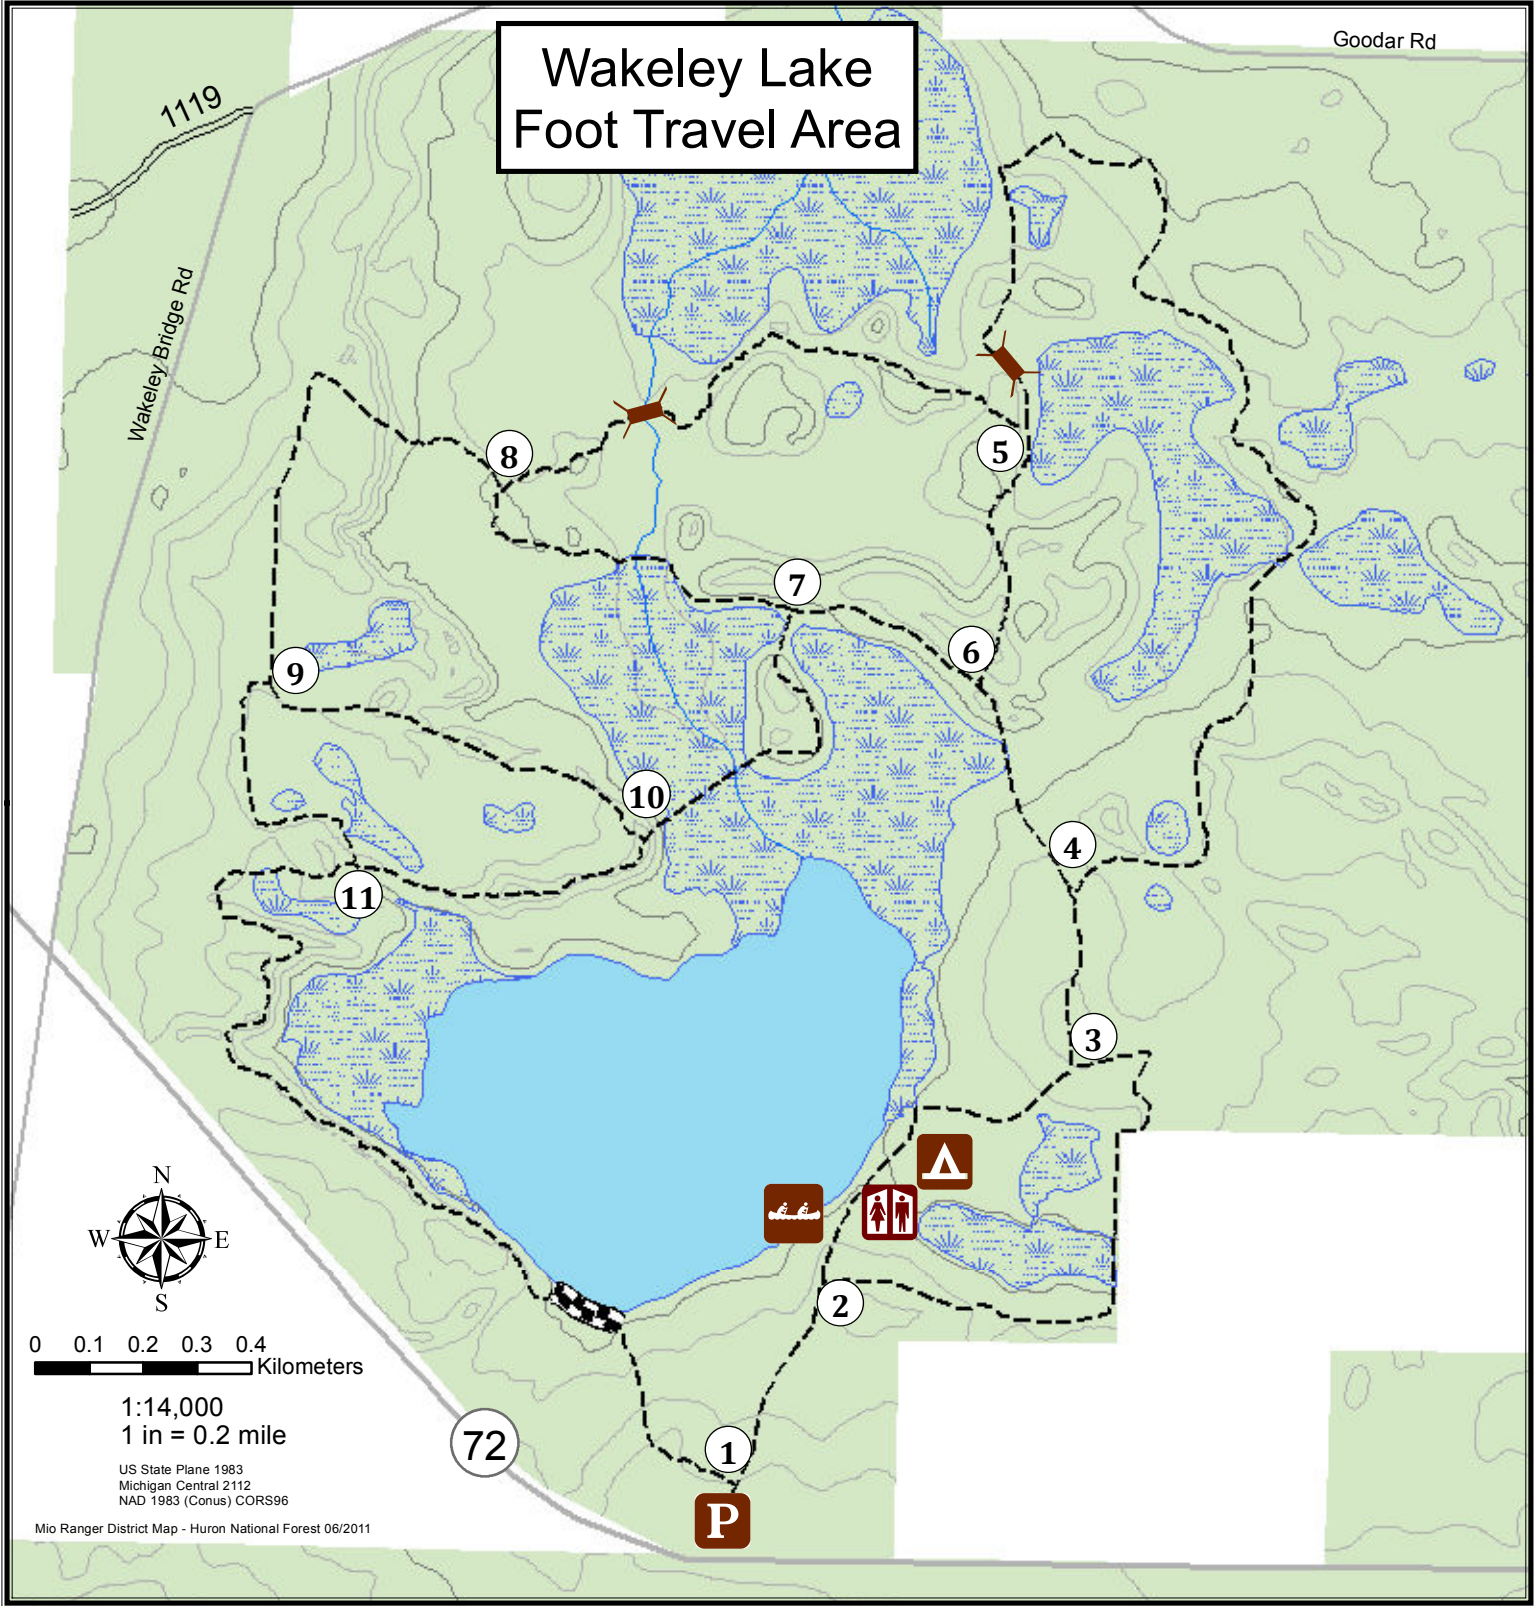 Wakeley Lake
Foot Travel Area
Goodar Rd
1119
Wakeley Bridge Rd
5
8
7
6
9
10
4
11
3
2
1
P
72
N
W E
S
0 0.1 0.2 0.3 0.4
Kilometers
1:14,000
1 in = 0.2 mile
US State Plane 1983
Michigan Central 2112
NAD 1983 (Conus) CORS96
Mio Ranger District Map - Huron National Forest 06/2011